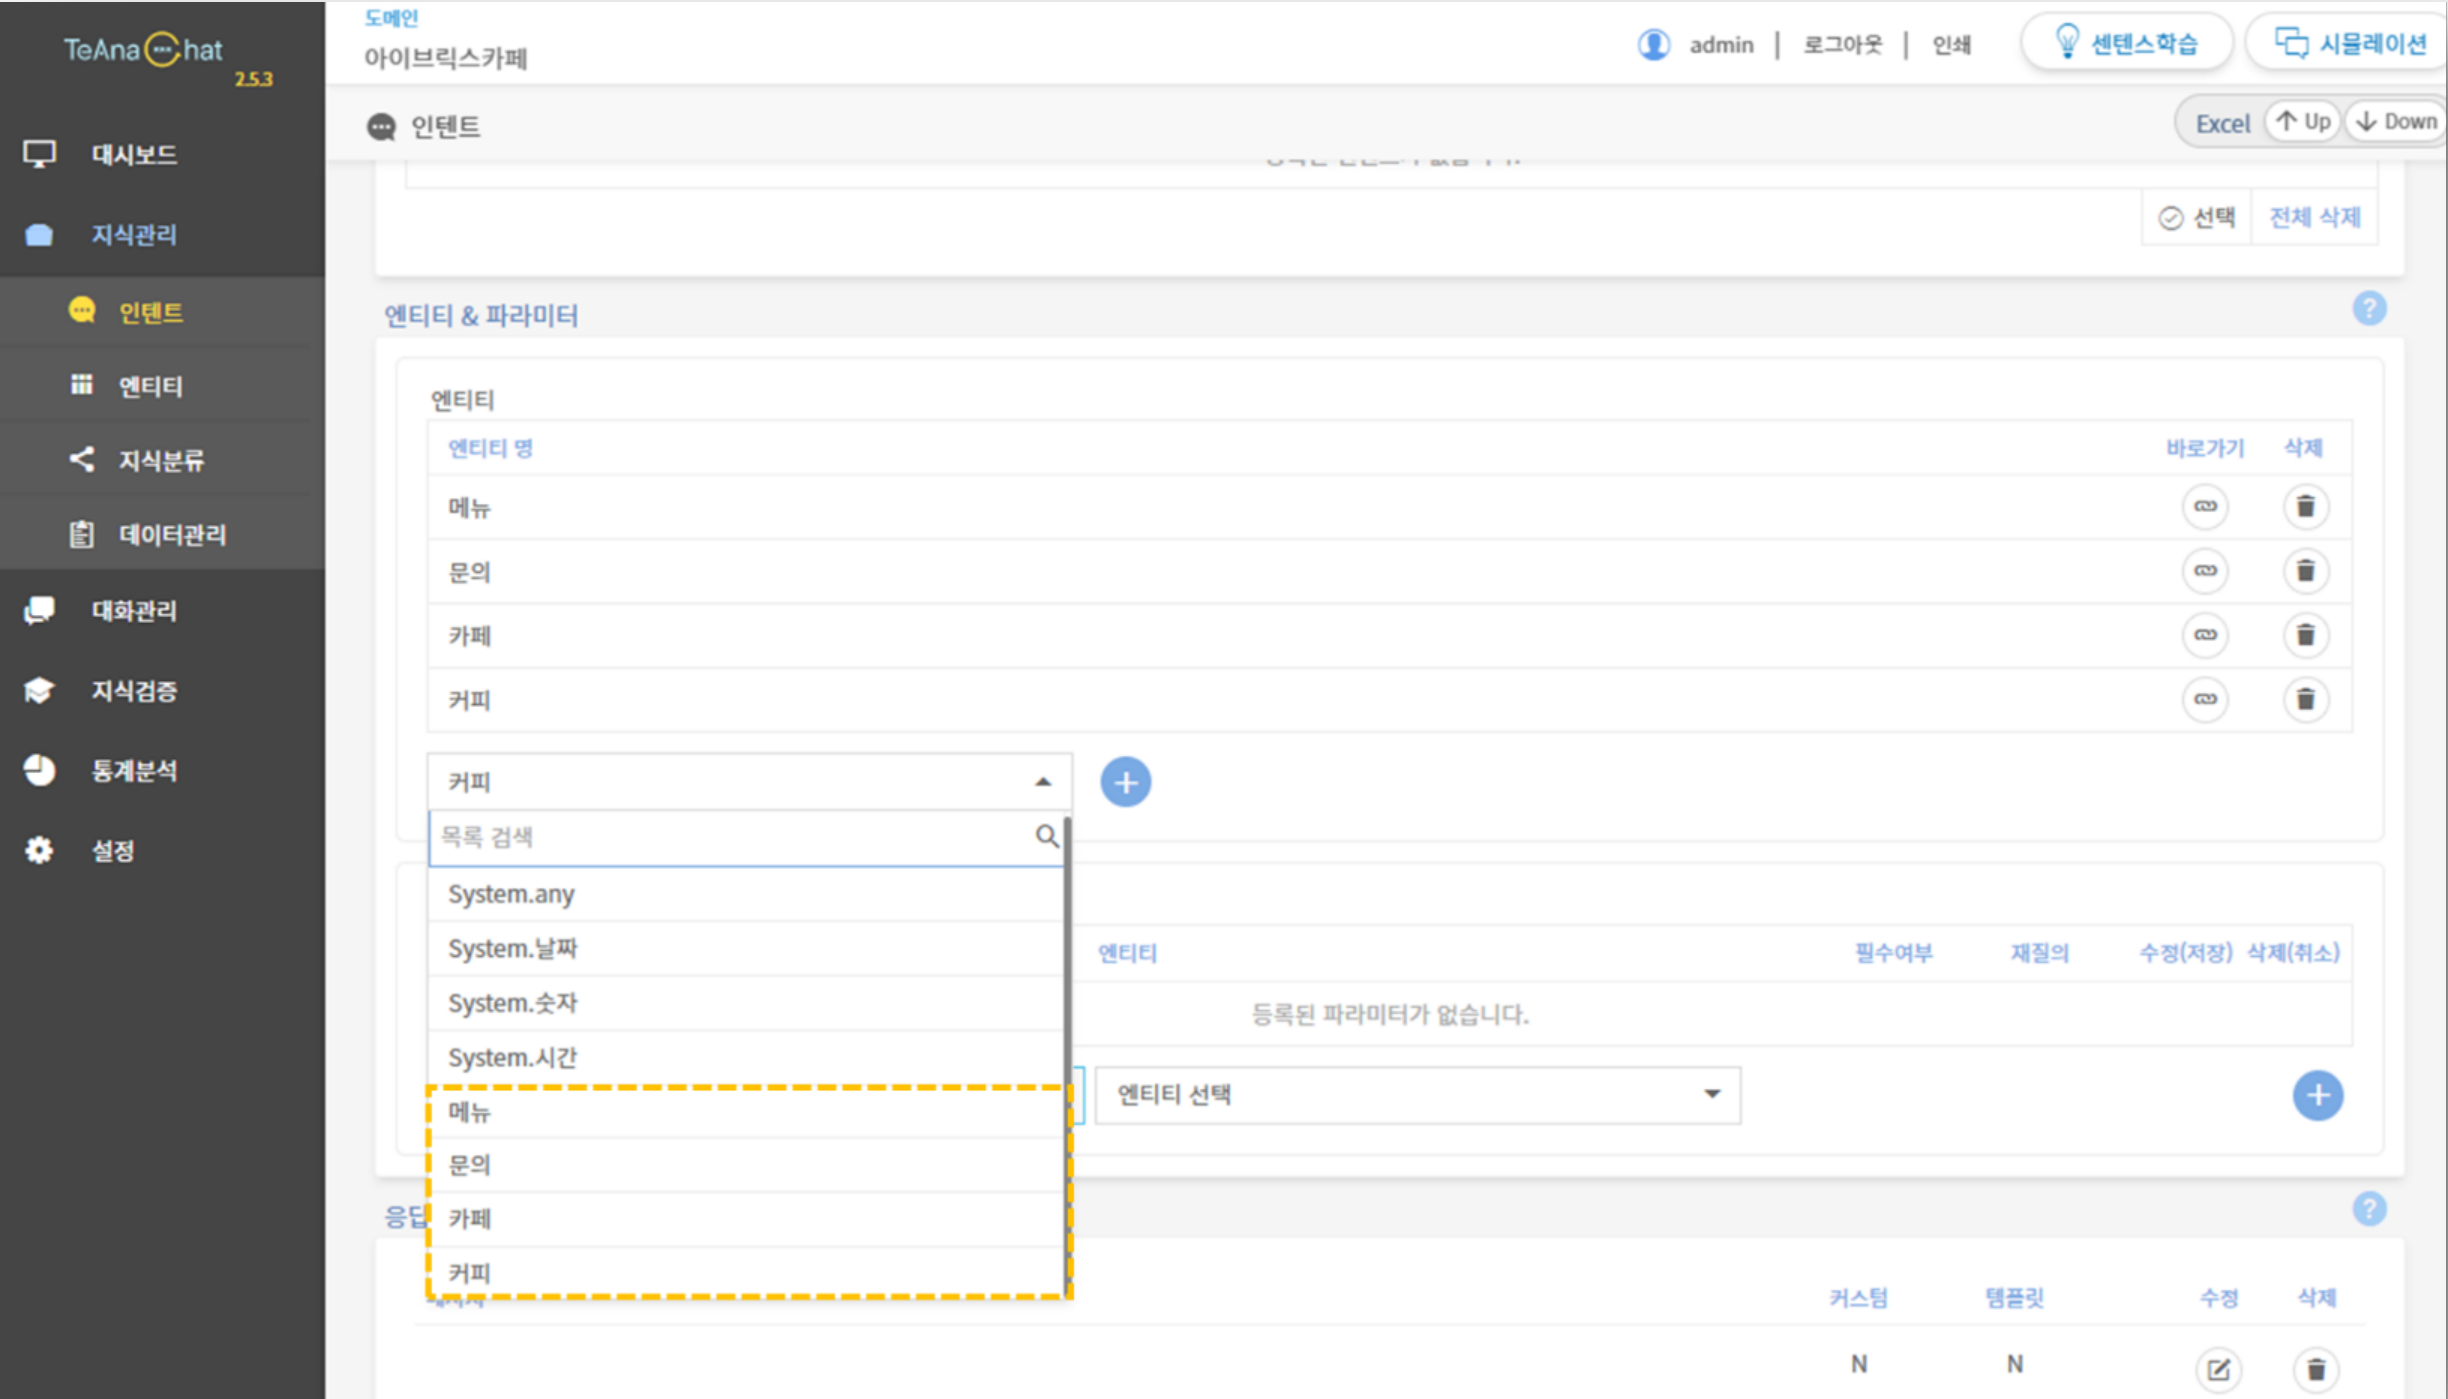 TeAna Chat
2.5.3
대시보드
지식관리
인텐트
엔티티
지식분류
데이터관리
대화관리
지식검증
통계분석
설정
도메인
아이브릭스카페
admin | 로그아웃 | 인쇄
센텐스학습
시뮬레이션
인텐트
Excel
Up
Down
선택
전체 삭제
엔티티 & 파라미터
?
엔티티
엔티티 명 바로가기 삭제
메뉴
문의
카페
커피
커피
목록 검색
System.any
System.날짜
System.숫자
System.시간
메뉴
문의
카페
커피
엔티티 필수여부 재질의 수정(저장) 삭제(취소)
등록된 파라미터가 없습니다.
엔티티 선택
응답
?
커스텀 템플릿 수정 삭제
N N